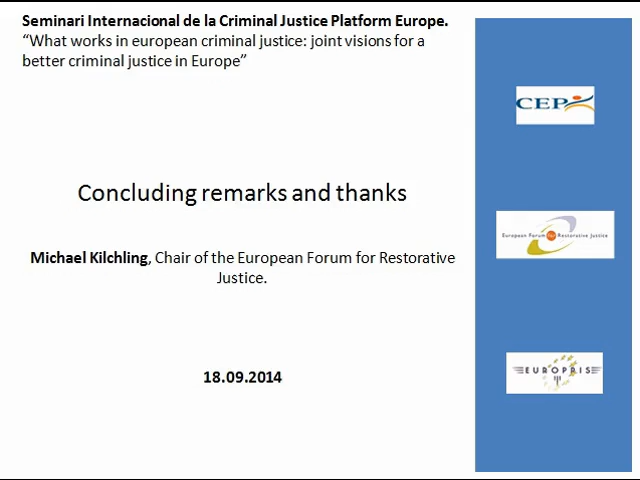 Seminari Internacional de la Criminal Justice Platform Europe.
“What works in european criminal justice: joint visions for a
better criminal justice in Europe”
CEP
Concluding remarks and thanks
European Forum for Restorative Justice
Michael Kilchling, Chair of the European Forum for Restorative
Justice.
EUROPRIS
18.09.2014